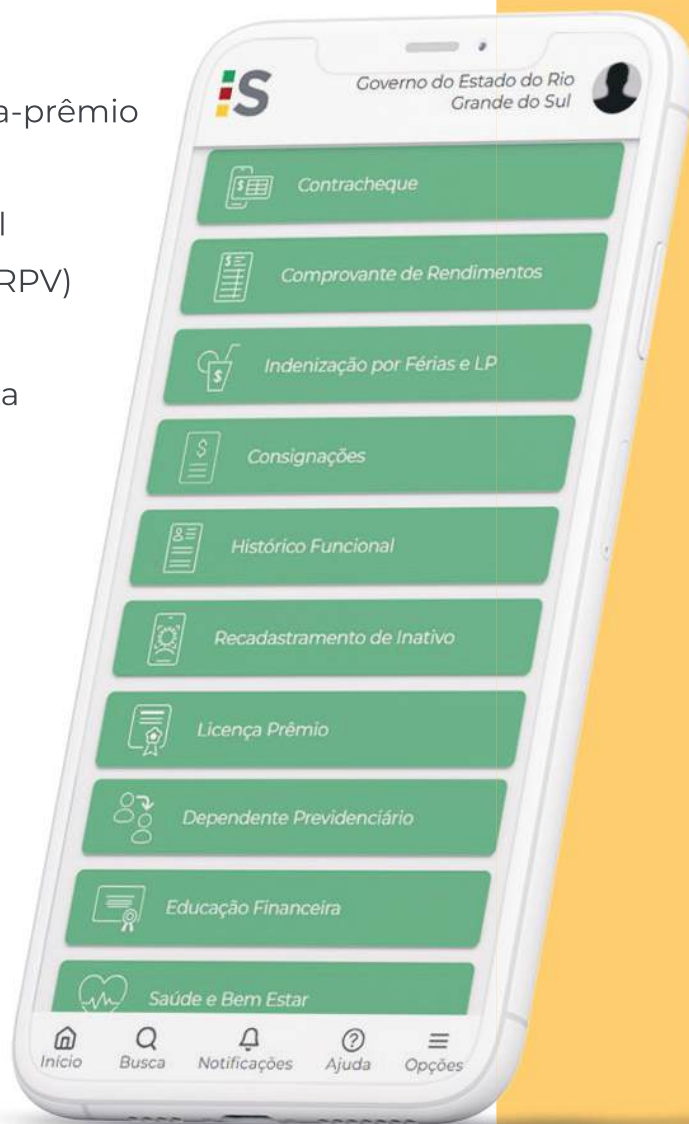 a-prêmio
l
RPV)
a
S
Governo do Estado do Rio
Grande do Sul
Contracheque
Comprovante de Rendimentos
Indenização por Férias e LP
Consignações
Histórico Funcional
Recadastramento de Inativo
Licença Prêmio
Dependente Previdenciário
Educação Financeira
Saúde e Bem Estar
Início Busca Notificações Ajuda Opções